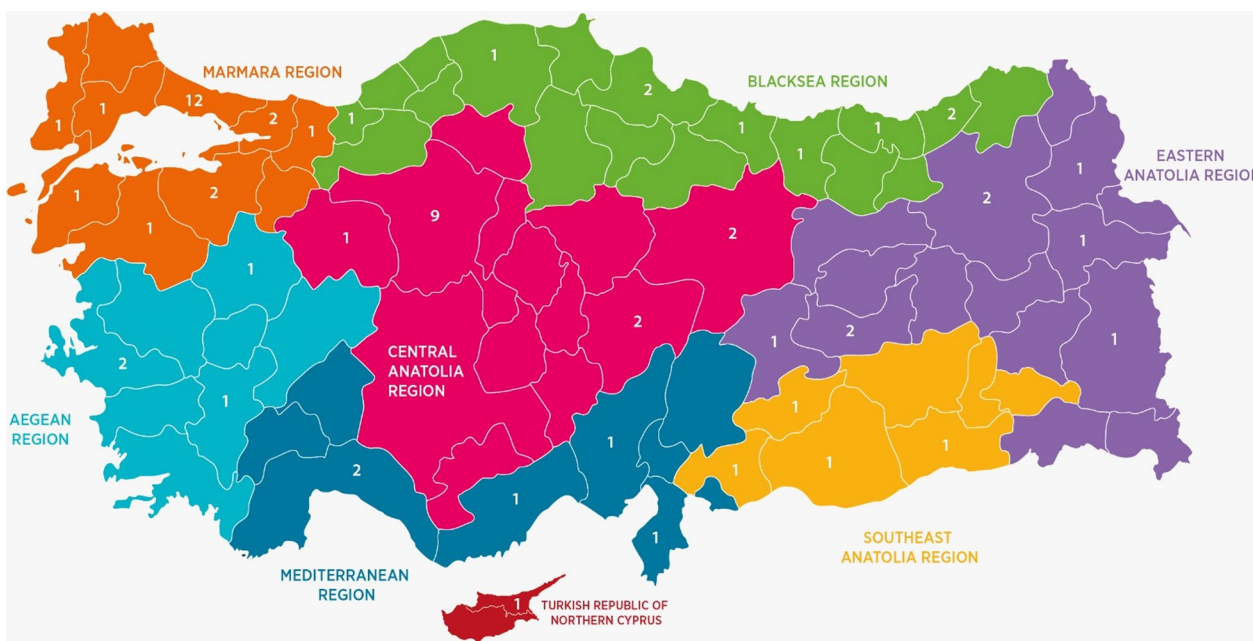 1
MARMARA REGION
BLACKSEA REGION
2
12
1
1
2
1
1
1
1
2
1
EASTERN
ANATOLIA REGION
1
1
2
1
2
1
1
9
2
1
1
2
2
1
2
1
CENTRAL
ANATOLIA
REGION
1
1
AEGEAN
REGION
1
1
2
1
1
1
1
SOUTHEAST
ANATOLIA REGION
MEDITERRANEAN
REGION
1
TURKISH REPUBLIC OF
NORTHERN CYPRUS